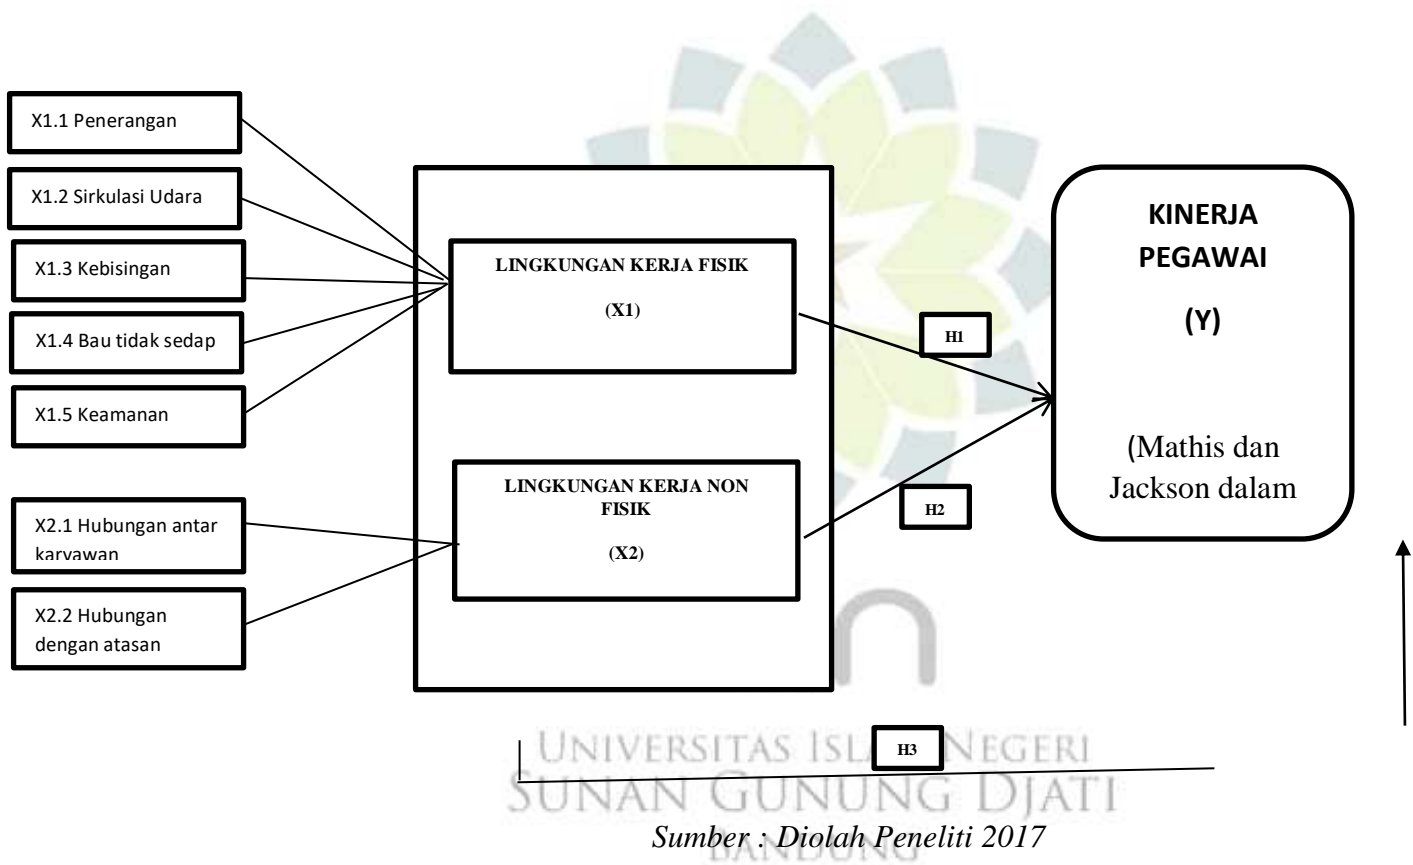 X1.1 Penerangan
X1.2 Sirkulasi Udara
X1.3 Kebisingan
X1.4 Bau tidak sedap
X1.5 Keamanan
X2.1 Hubungan antar
karyawan
X2.2 Hubungan
dengan atasan
LINGKUNGAN KERJA FISIK
(X1)
LINGKUNGAN KERJA NON
FISIK
(X2)
H1
H2
KINERJA
PEGAWAI
(Y)
(Mathis dan
Jackson dalam
H3
UNIVERSITAS NEGERI
SUNAN GUNUNG DJATI
BANDUNG
Sumber : Diolah Peneliti 2017